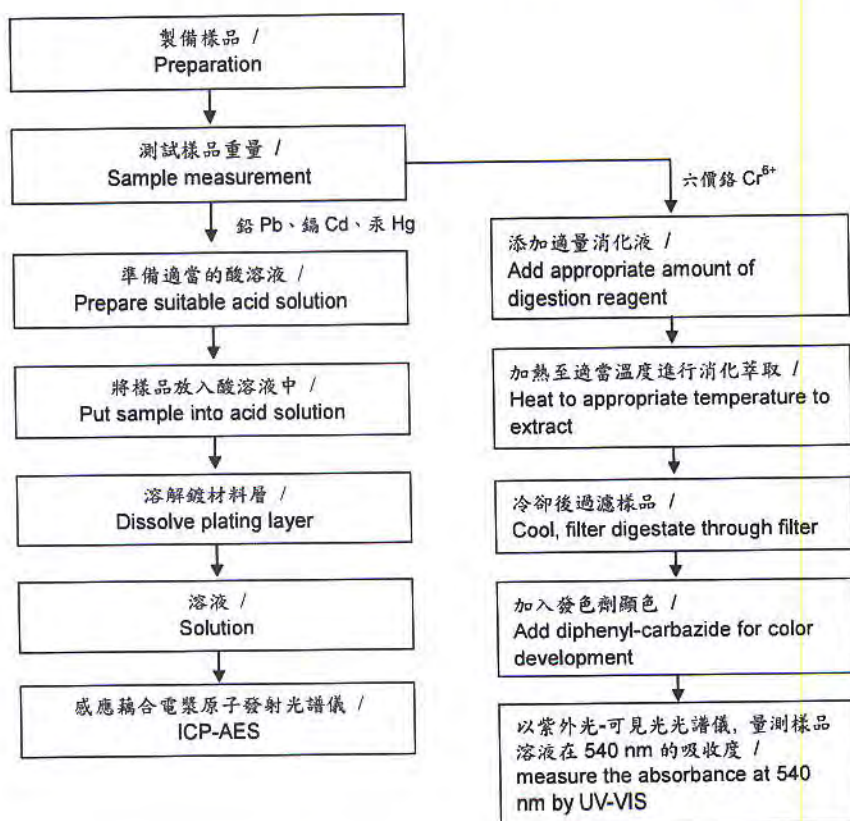 製備樣品 /
Preparation
測試樣品重量 /
Sample measurement
鉛 Pb、鎘 Cd、汞 Hg
準備適當的酸溶液 /
Prepare suitable acid solution
將樣品放入酸溶液中 /
Put sample into acid solution
溶解鍍材料層 /
Dissolve plating layer
溶液 /
Solution
感應藕合電漿原子發射光譜儀 /
ICP-AES
六價鉻 Cr⁶⁺
添加適量消化液 /
Add appropriate amount of
digestion reagent
加熱至適當溫度進行消化萃取 /
Heat to appropriate temperature to
extract
冷卻後過濾樣品 /
Cool, filter digestate through filter
加入發色劑顯色 /
Add diphenyl-carbazide for color
development
以紫外光-可見光光譜儀, 量測樣品
溶液在 540 nm 的吸收度 /
measure the absorbance at 540
nm by UV-VIS